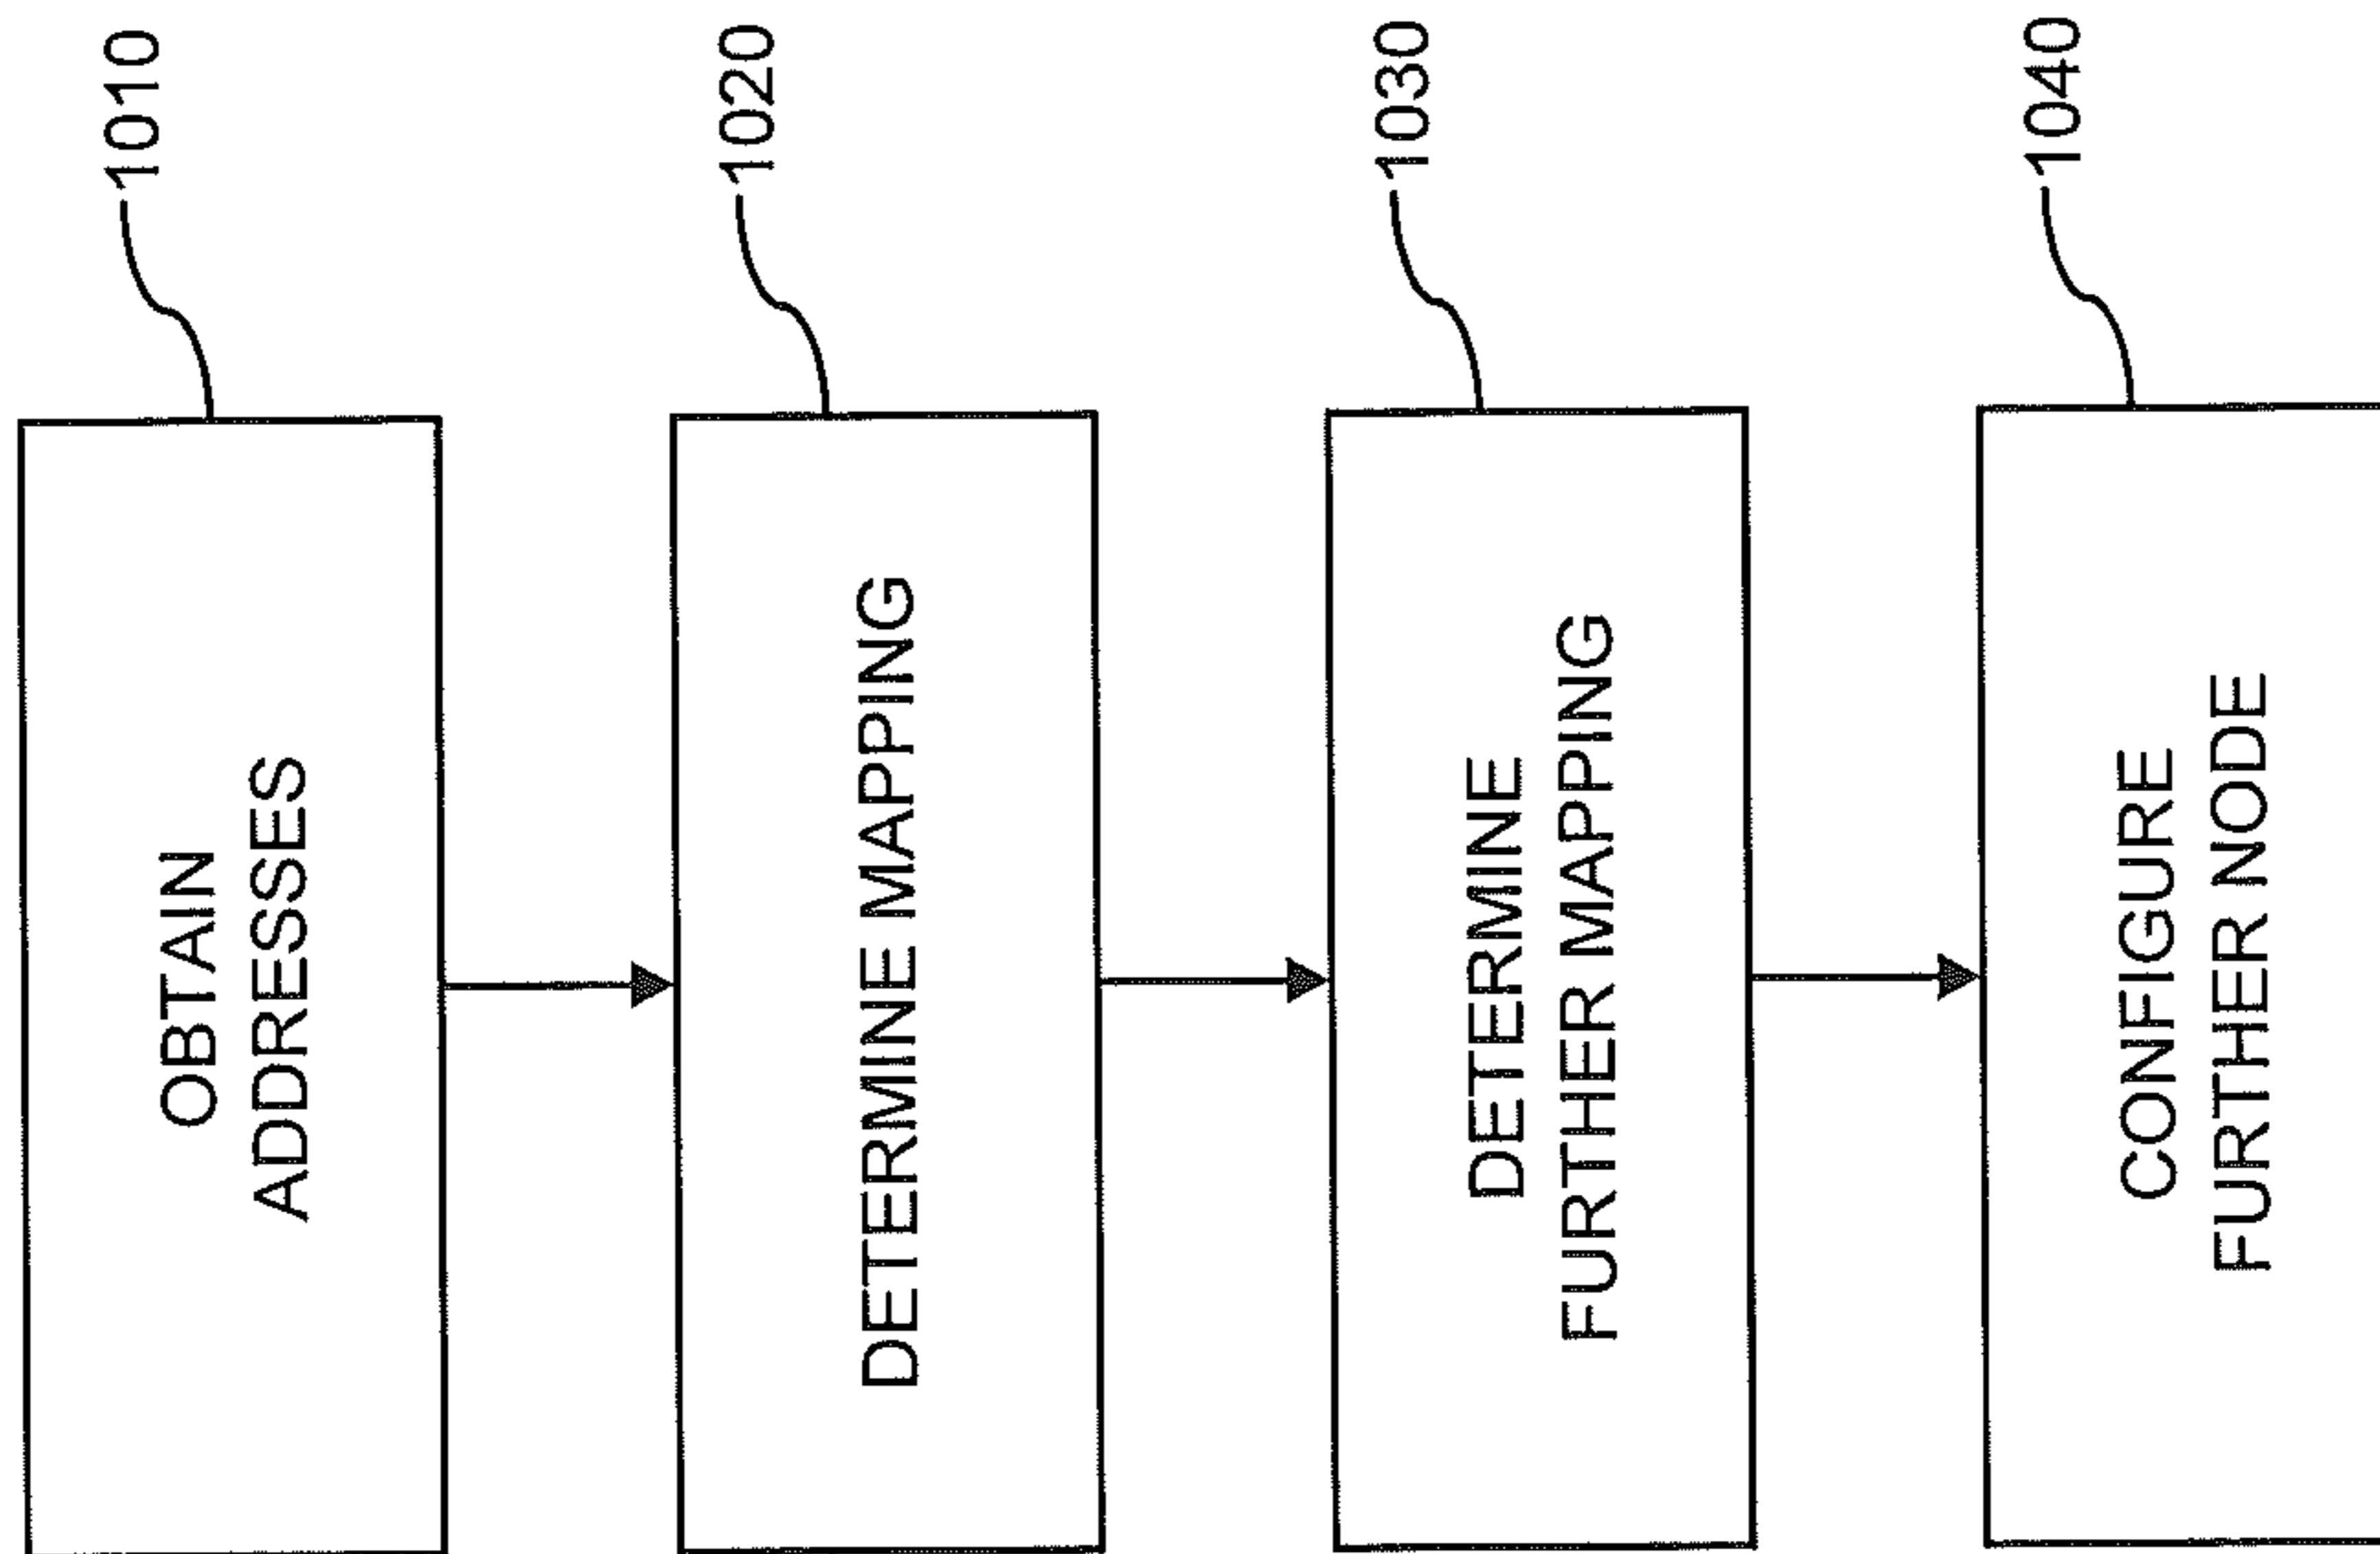 1010
OBTAIN
ADDRESSES
1020
DETERMINE MAPPING
1030
DETERMINE
FURTHER MAPPING
1040
CONFIGURE
FURTHER NODE